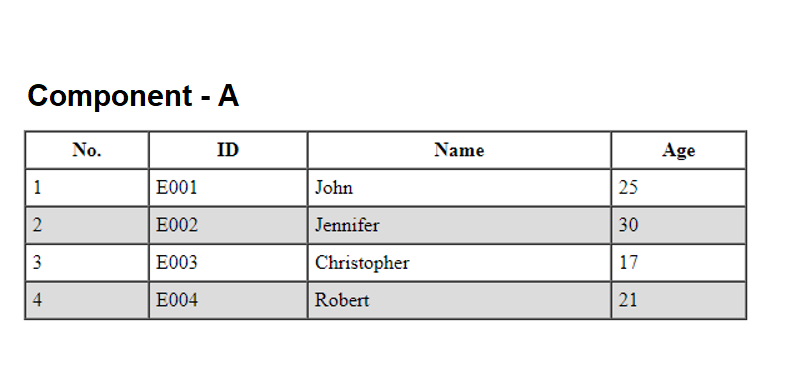 Component - A
No. ID Name Age
1 E001 John 25
2 E002 Jennifer 30
3 E003 Christopher 17
4 E004 Robert 21